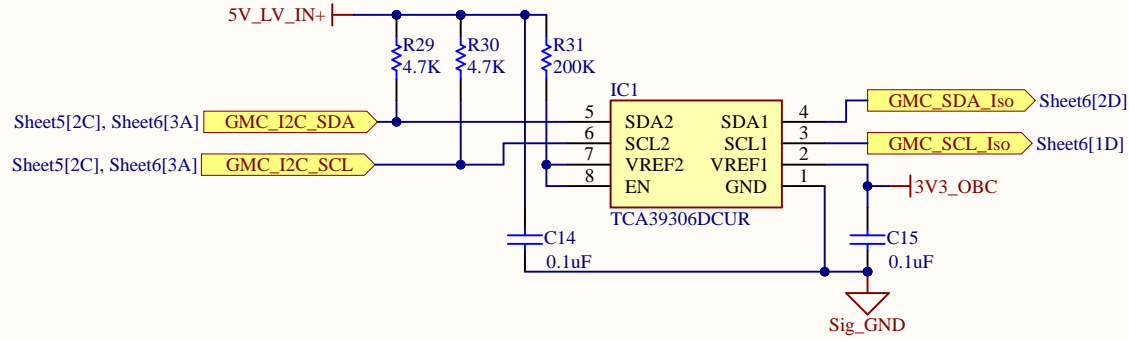 5V_LV_IN+
R29
4.7K
R30
4.7K
R31
200K
IC1
Sheet5[2C], Sheet6[3A] GMC_I2C_SDA 5 SDA2 SDA1 4 GMC_SDA_Iso Sheet6[2D]
6 SCL2 SCL1 3 GMC_SCL_Iso Sheet6[1D]
Sheet5[2C], Sheet6[3A] GMC_I2C_SCL 7 VREF2 VREF1 2
8 EN GND 1 3V3_OBC
TCA39306DCUR
C14
0.1uF
C15
0.1uF
Sig_GND